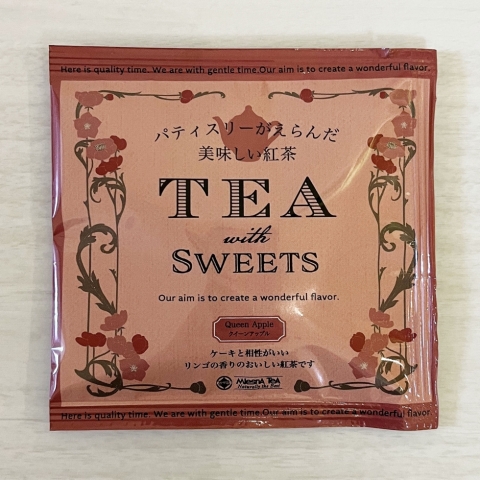 Here is quality time. We are with gentle time.Our aim is to create a wonderful flavor.
パティスリーがえらんだ
美味しい紅茶
TEA
with
SWEETS
Our aim is to create a wonderful flavor.
Queen Apple
クイーンアップル
ケーキと相性がいい
リンゴの香りのおいしい紅茶です
MlesnA TEA
Naturally the Best
Here is quality time. We are with gentle time.Our aim is to create a wonderful flavor.